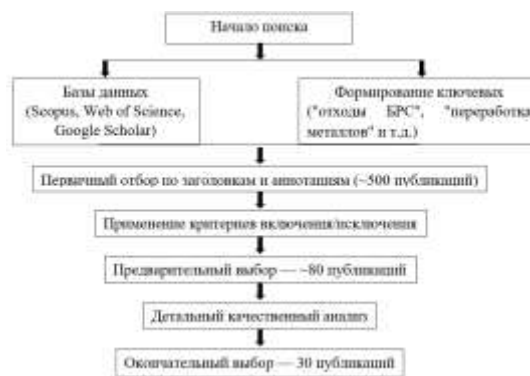 Начало поиска
Базы данных
(Scopus, Web of Science,
Google Scholar)
Формирование ключевых
("отходы БРС", "переработка
металлов" и т.д.)
Первичный отбор по заголовкам и аннотациям (~500 публикаций)
Применение критериев включения/исключения
Предварительный выбор — ~80 публикаций
Детальный качественный анализ
Окончательный выбор — 30 публикаций